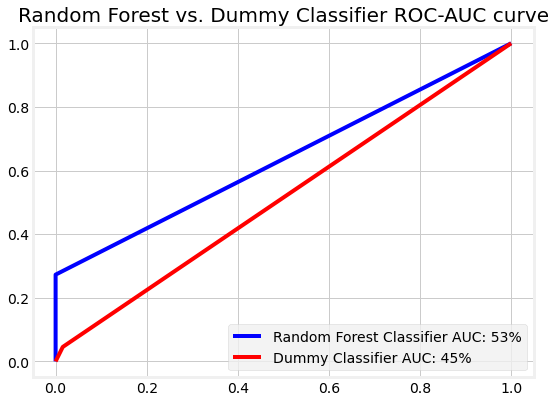 Random Forest vs. Dummy Classifier ROC-AUC curve
1.0
0.8
0.6
0.4
0.2
0.0
Random Forest Classifier AUC: 53%
Dummy Classifier AUC: 45%
0.0 0.2 0.4 0.6 0.8 1.0